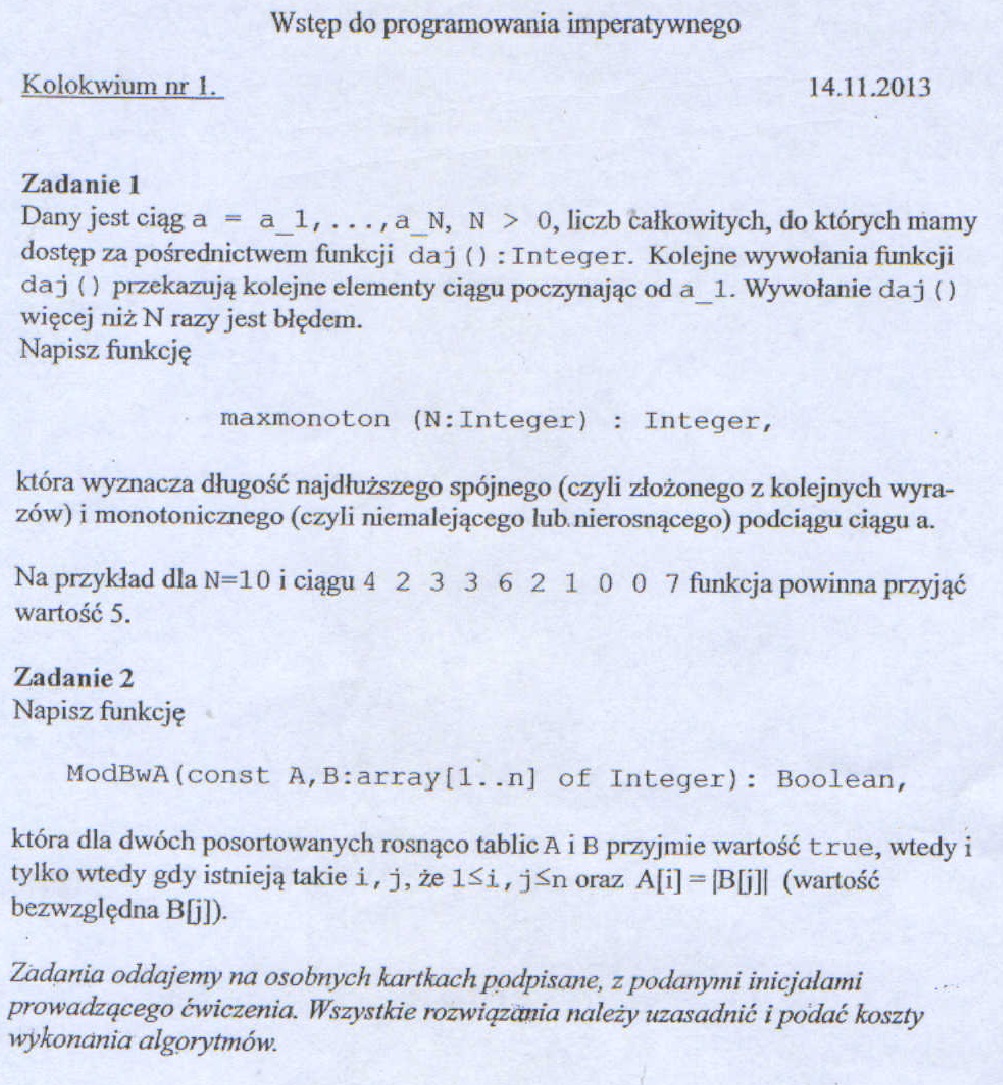 Wstęp do programowania imperatywnego
Kolokwium nr 1. 14.11.2013
Zadanie 1
Dany jest ciąg a = a_1,...,a_N, N > 0, liczb całkowitych, do których mamy
dostęp za pośrednictwem funkcji daj():Integer. Kolejne wywołania funkcji
daj() przekazują kolejne elementy ciągu poczynając od a_1. Wywołanie daj()
więcej niż N razy jest błędem.
Napisz funkcję
maxmonoton (N:Integer) : Integer,
która wyznacza długość najdłuższego spójnego (czyli złożonego z kolejnych wyra-
zów) i monotonicznego (czyli niemalejącego lub nierosnącego) podciągu ciągu a.
Na przykład dla N=10 i ciągu 4 2 3 3 6 2 1 0 0 7 funkcja powinna przyjąć
wartość 5.
Zadanie 2
Napisz funkcję
ModBwA(const A,B:array[1..n] of Integer): Boolean,
która dla dwóch posortowanych rosnąco tablic A i B przyjmie wartość true, wtedy i
tylko wtedy gdy istnieją takie i, j, że 1≤i, j≤n oraz A[i] = |B[j]| (wartość
bezwzględna B[j]).
Zadania oddajemy na osobnych kartkach podpisane, z podanymi inicjałami
prowadzącego ćwiczenia. Wszystkie rozwiązania należy uzasadnić i podać koszty
wykonania algorytmów.